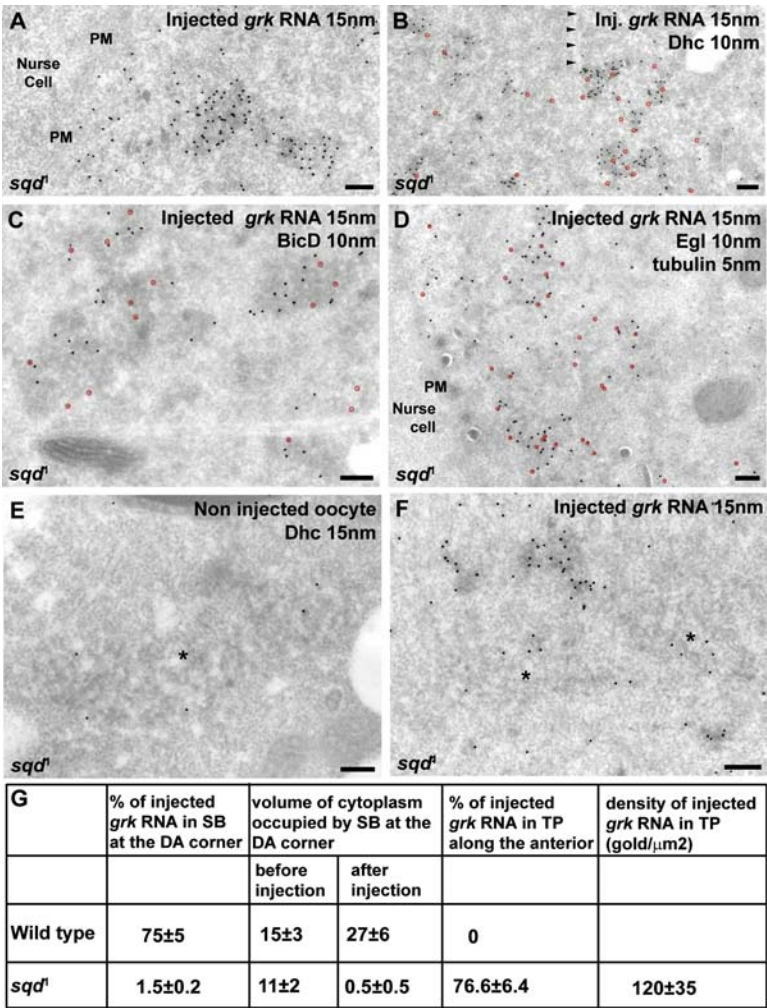 A
Injected grk RNA 15nm
PM
Nurse
Cell
PM
sqd¹
B
Inj. grk RNA 15nm
Dhc 10nm
sqd¹
C
Injected grk RNA 15nm
BicD 10nm
sqd¹
D
Injected grk RNA 15nm
Egl 10nm
tubulin 5nm
PM
Nurse
cell
sqd¹
E
Non injected oocyte
Dhc 15nm
*
sqd¹
F
Injected grk RNA 15nm
*
*
sqd¹
G
% of injected
grk RNA in SB
at the DA corner
volume of cytoplasm
occupied by SB at the
DA corner
% of injected
grk RNA in TP
along the anterior
density of injected
grk RNA in TP
(gold/μm2)
before
injection
after
injection
Wild type 75±5 15±3 27±6 0
sqd¹ 1.5±0.2 11±2 0.5±0.5 76.6±6.4 120±35